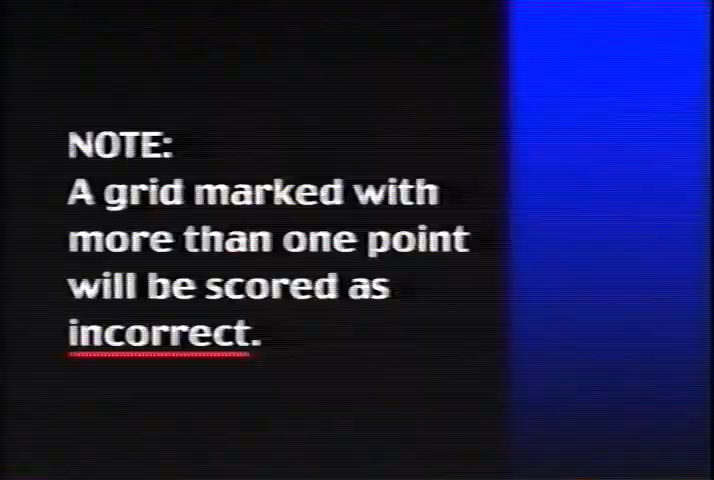 NOTE:
A grid marked with
more than one point
will be scored as
incorrect.